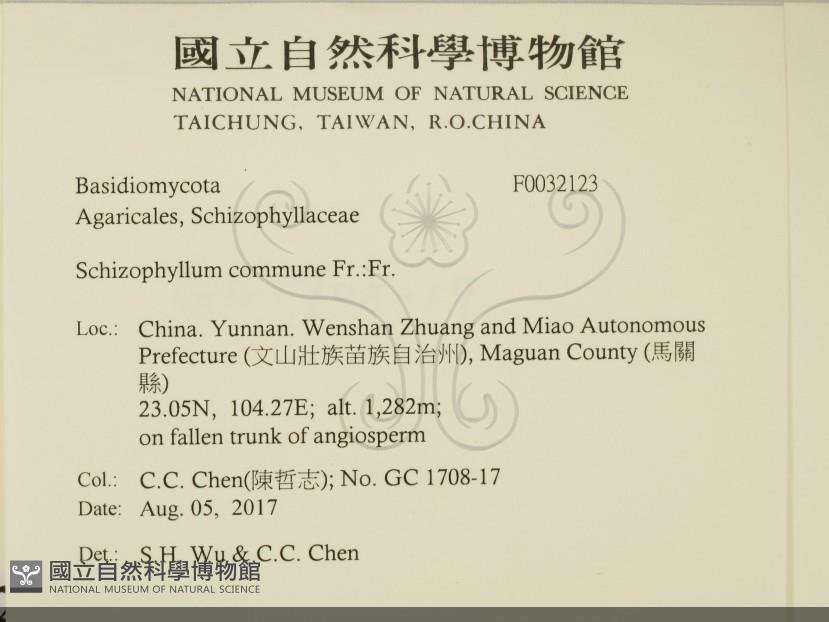 國立自然科學博物館
NATIONAL MUSEUM OF NATURAL SCIENCE
TAICHUNG, TAIWAN, R.O.CHINA
Basidiomycota F0032123
Agaricales, Schizophyllaceae
Schizophyllum commune Fr.:Fr.
Loc.: China. Yunnan. Wenshan Zhuang and Miao Autonomous
Prefecture (文山壯族苗族自治州), Maguan County (馬關
縣)
23.05N, 104.27E; alt. 1,282m;
on fallen trunk of angiosperm
Col.: C.C. Chen(陳哲志); No. GC 1708-17
Date: Aug. 05, 2017
Det.: S.H. Wu & C.C. Chen
國立自然科學博物館
NATIONAL MUSEUM OF NATURAL SCIENCE